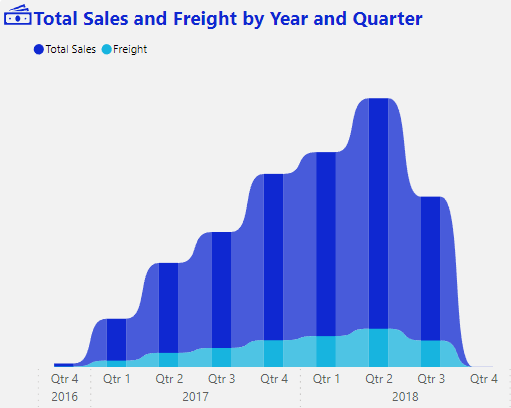 Total Sales and Freight by Year and Quarter
Total Sales Freight
Qtr 4 Qtr 1 Qtr 2 Qtr 3 Qtr 4 Qtr 1 Qtr 2 Qtr 3 Qtr 4
2016 2017 2018